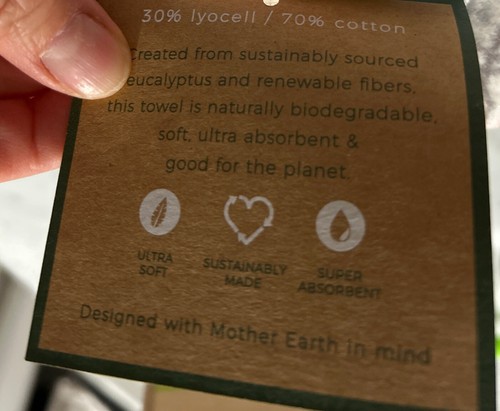 30% lyocell / 70% cotton
Created from sustainably sourced
eucalyptus and renewable fibers,
this towel is naturally biodegradable,
soft, ultra absorbent &
good for the planet.
ULTRA SOFT
SUSTAINABLY MADE
SUPER ABSORBENT
Designed with Mother Earth in mind